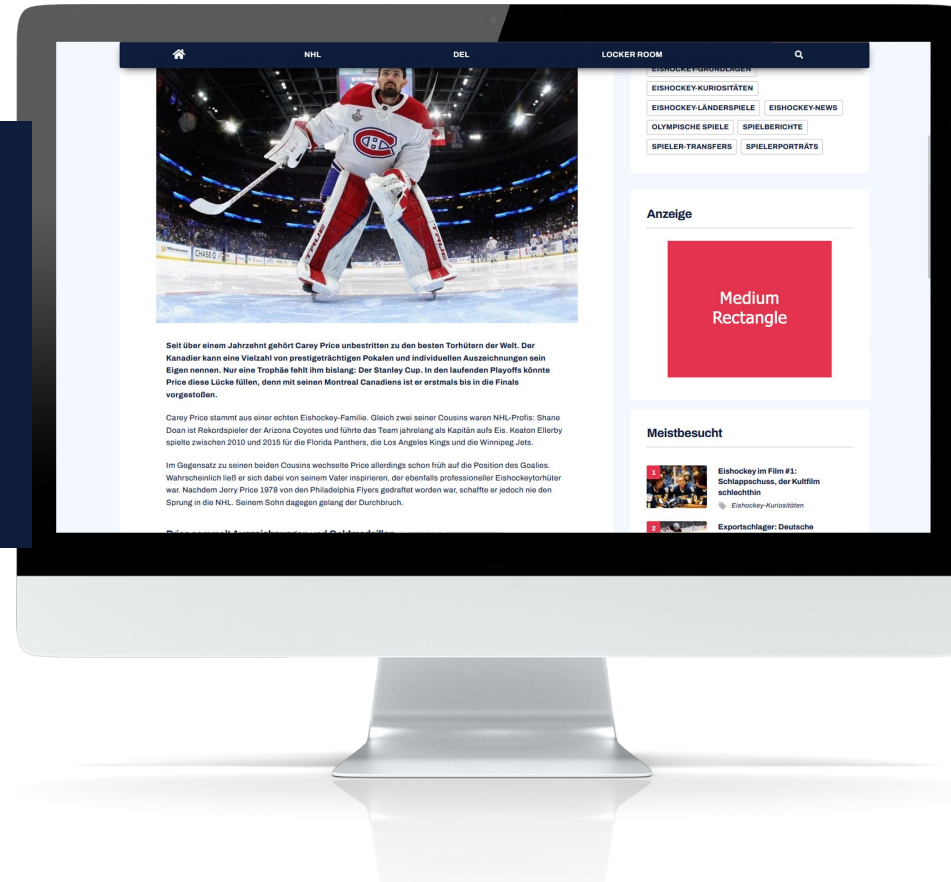 NHL
DEL
LOCKER ROOM
CHASE
TRUE
TRUE
Seit über einem Jahrzehnt gehört Carey Price unbestritten zu den besten Torhütern der Welt. Der
Kanadier kann eine Vielzahl von prestigeträchtigen Pokalen und individuellen Auszeichnungen sein
Eigen nennen. Nur eine Trophäe fehlt ihm bislang: Der Stanley Cup. In den laufenden Playoffs könnte
Price diese Lücke füllen, denn mit seinen Montreal Canadiens ist er erstmals bis in die Finals
vorgestoßen.
Carey Price stammt aus einer echten Eishockey-Familie. Gleich zwei seiner Cousins waren NHL-Profis: Shane
Doan ist Rekordspieler der Arizona Coyotes und führte das Team jahrelang als Kapitän aufs Eis. Keaton Ellerby
spielte zwischen 2010 und 2015 für die Florida Panthers, die Los Angeles Kings und die Winnipeg Jets.
Im Gegensatz zu seinen beiden Cousins wechselte Price allerdings schon früh auf die Position des Goalies.
Wahrscheinlich ließ er sich dabei von seinem Vater inspirieren, der ebenfalls professioneller Eishockeytorhüter
war. Nachdem Jerry Price 1978 von den Philadelphia Flyers gedraftet worden war, schaffte er jedoch nie den
Sprung in die NHL. Seinem Sohn dagegen gelang der Durchbruch.
Price sammelt Auszeichnungen und Goldmedaillen
EISHOCKEY-GRUNDLAGEN
EISHOCKEY-KURIOSITÄTEN
EISHOCKEY-LÄNDERSPIELE EISHOCKEY-NEWS
OLYMPISCHE SPIELE SPIELBERICHTE
SPIELER-TRANSFERS SPIELERPORTRÄTS
Anzeige
Medium
Rectangle
Meistbesucht
1
Eishockey im Film #1:
Schlappschuss, der Kultfilm
schlechthin
Eishockey-Kuriositäten
2
Exportschlager: Deutsche